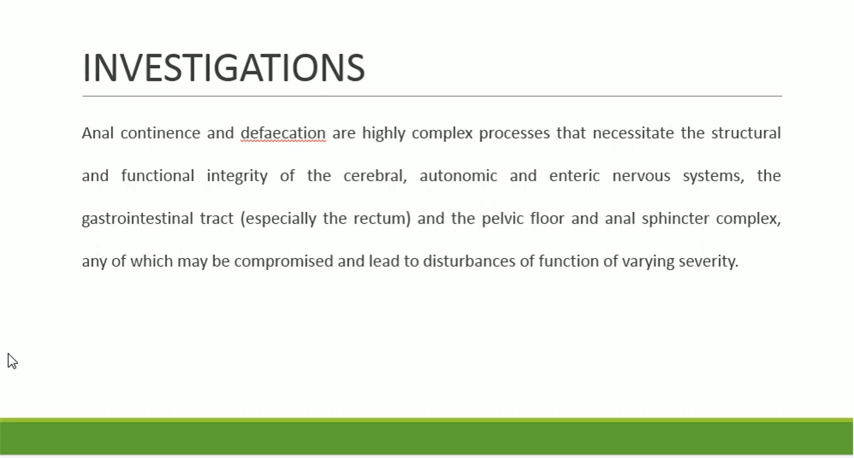 INVESTIGATIONS
Anal continence and defaecation are highly complex processes that necessitate the structural
and functional integrity of the cerebral, autonomic and enteric nervous systems, the
gastrointestinal tract (especially the rectum) and the pelvic floor and anal sphincter complex,
any of which may be compromised and lead to disturbances of function of varying severity.